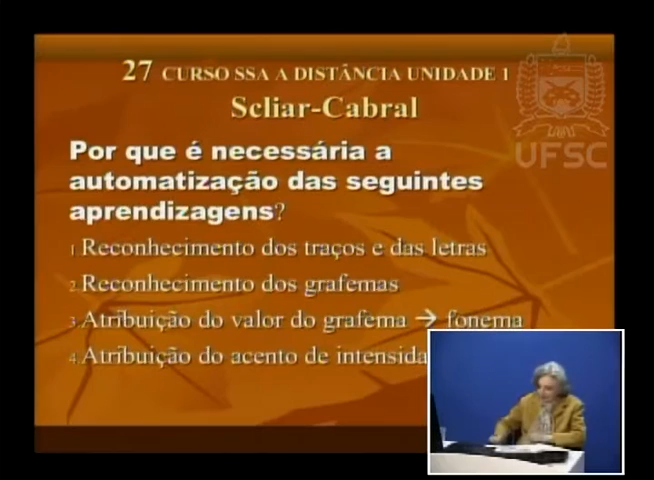 27 CURSO SSA A DISTÂNCIA UNIDADE 1
Scliar-Cabral
UFSC
Por que é necessária a
automatização das seguintes
aprendizagens?
1. Reconhecimento dos traços e das letras
2. Reconhecimento dos grafemas
3. Atribuição do valor do grafema → fonema
4. Atribuição do acento de intensida